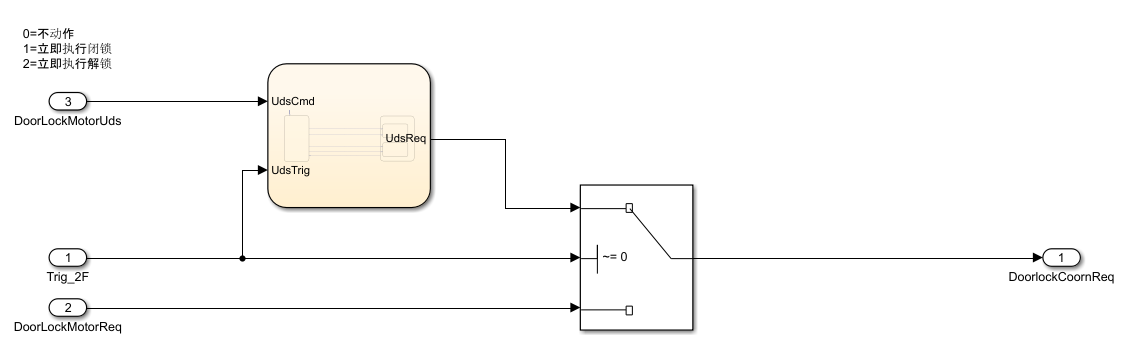 0=不动作
1=立即执行闭锁
2=立即执行解锁
3
DoorLockMotorUds
UdsCmd
UdsReq
UdsTrig
1
Trig_2F
~= 0
1
DoorlockCoornReq
2
DoorLockMotorReq